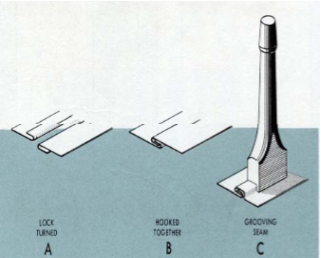 LOCK
TURNED
A
HOOKED
TOGETHER
B
GROOVING
SEAM
C